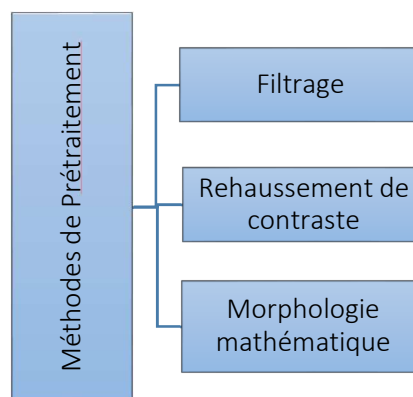 Méthodes de Prétraitement
Filtrage
Rehaussement de
contraste
Morphologie
mathématique